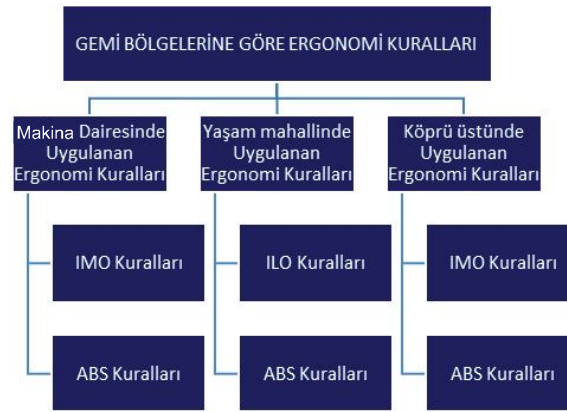 GEMİ BÖLGELERİNE GÖRE ERGONOMİ KURALLARI
Makina Dairesinde
Uygulanan
Ergonomi Kuralları
Yaşam mahallinde
Uygulanan
Ergonomi Kuralları
Köprü üstünde
Uygulanan
Ergonomi Kuralları
IMO Kuralları
ILO Kuralları
IMO Kuralları
ABS Kuralları
ABS Kuralları
ABS Kuralları